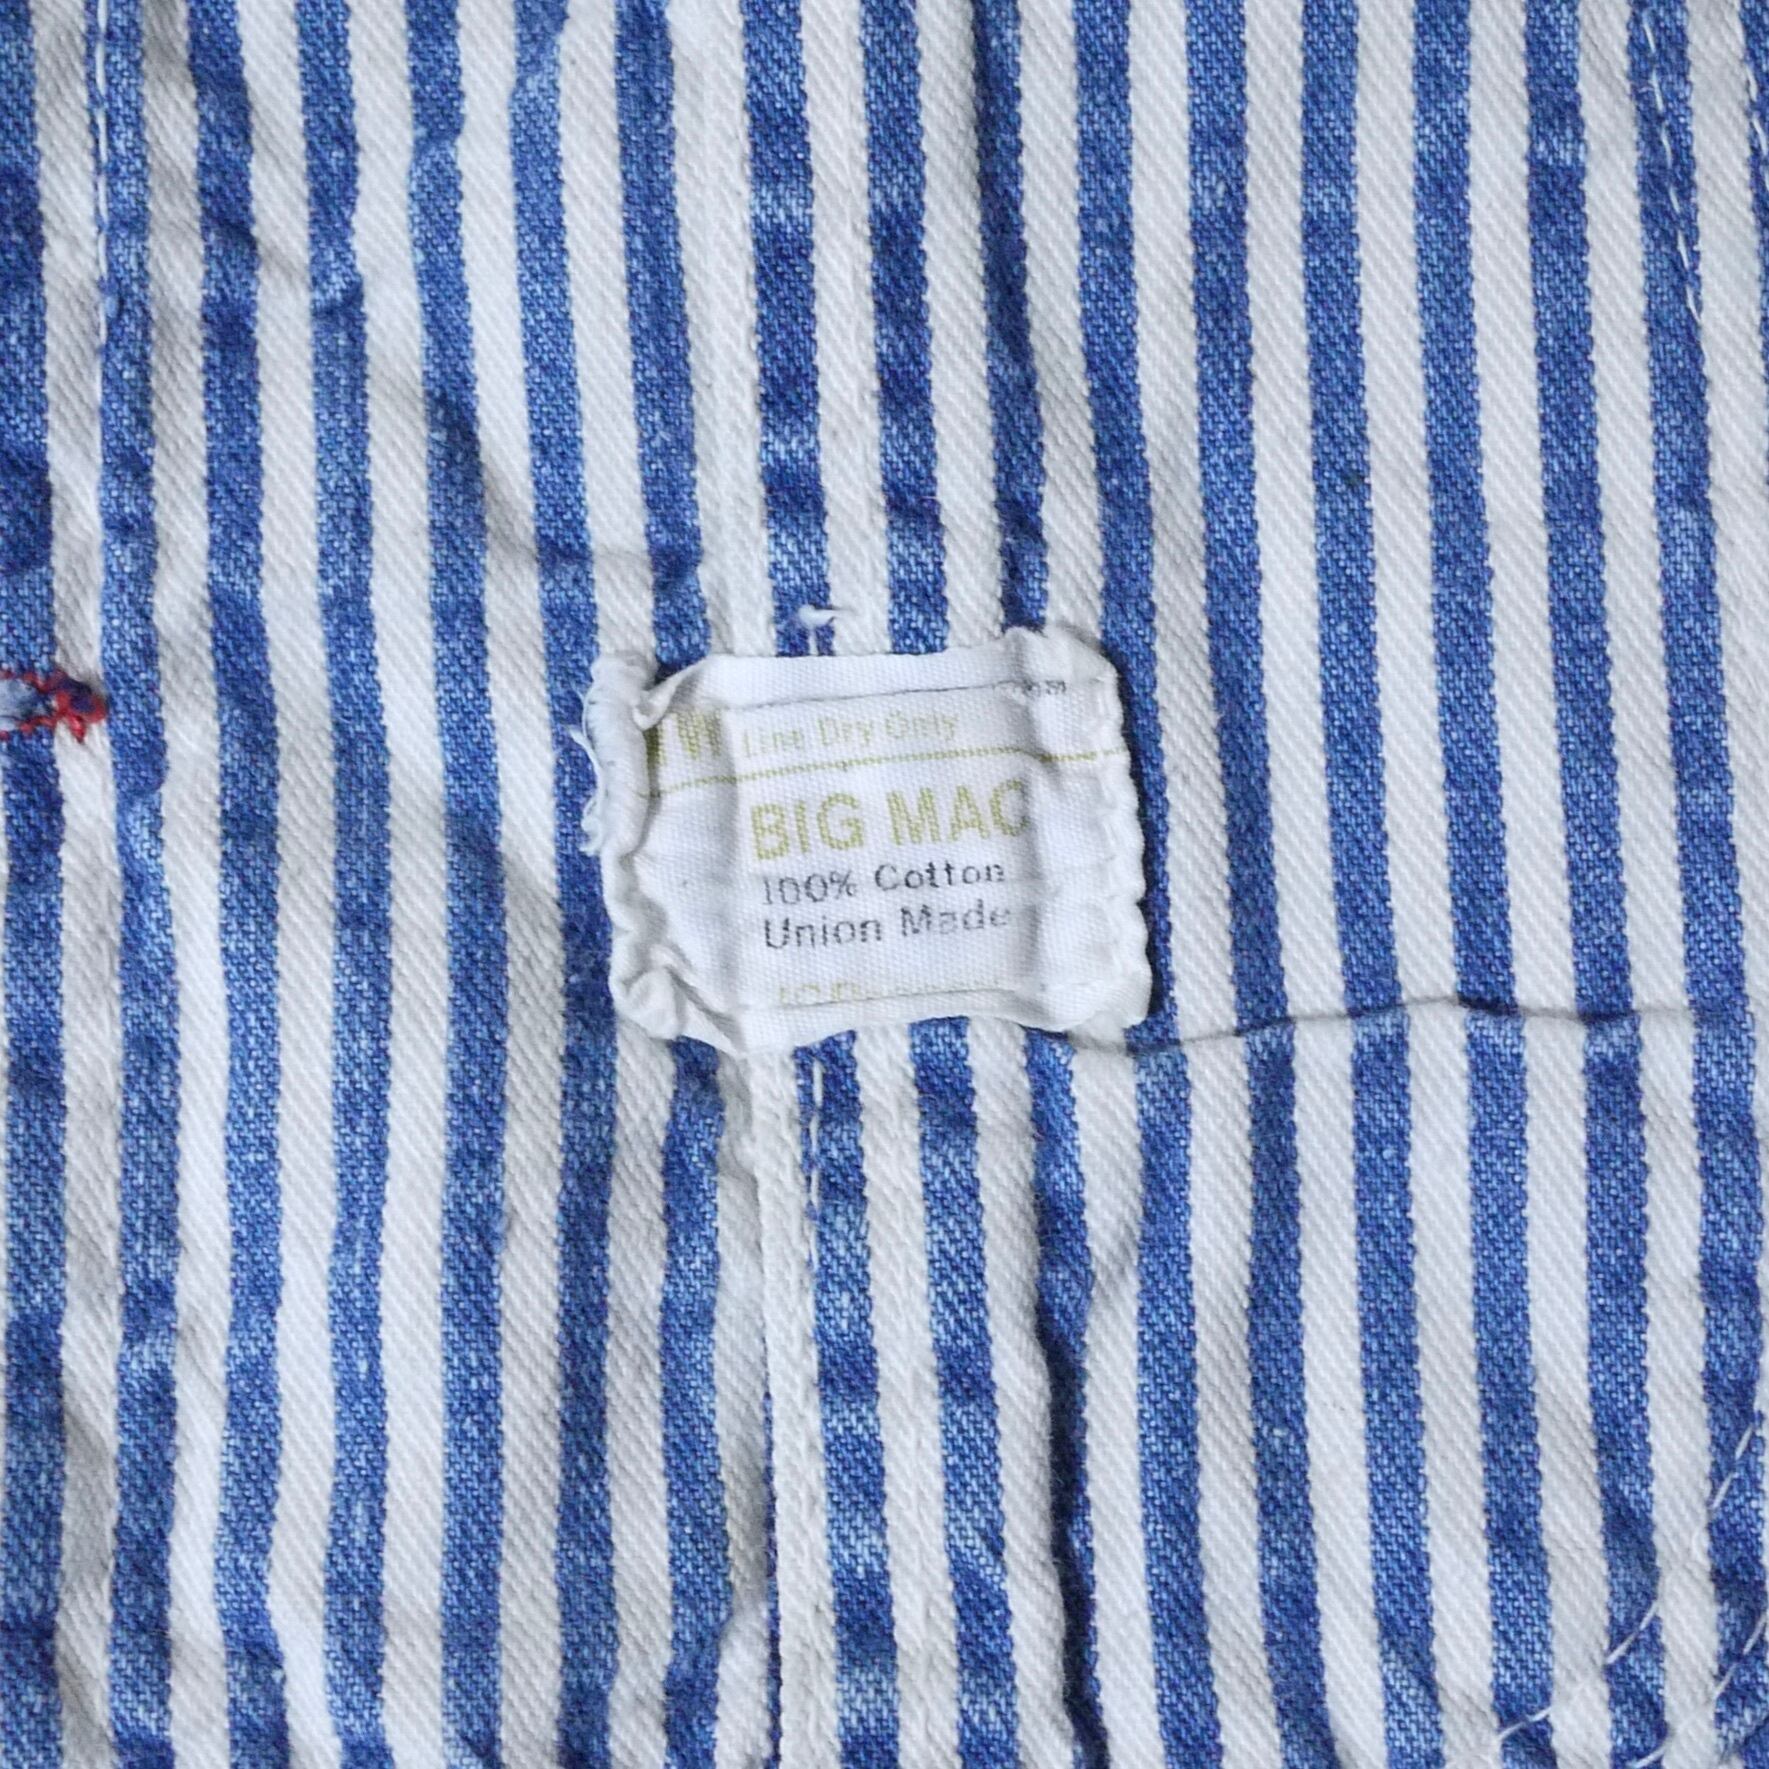 Line Dry Only
BIG MAC
100% Cotton
Union Made